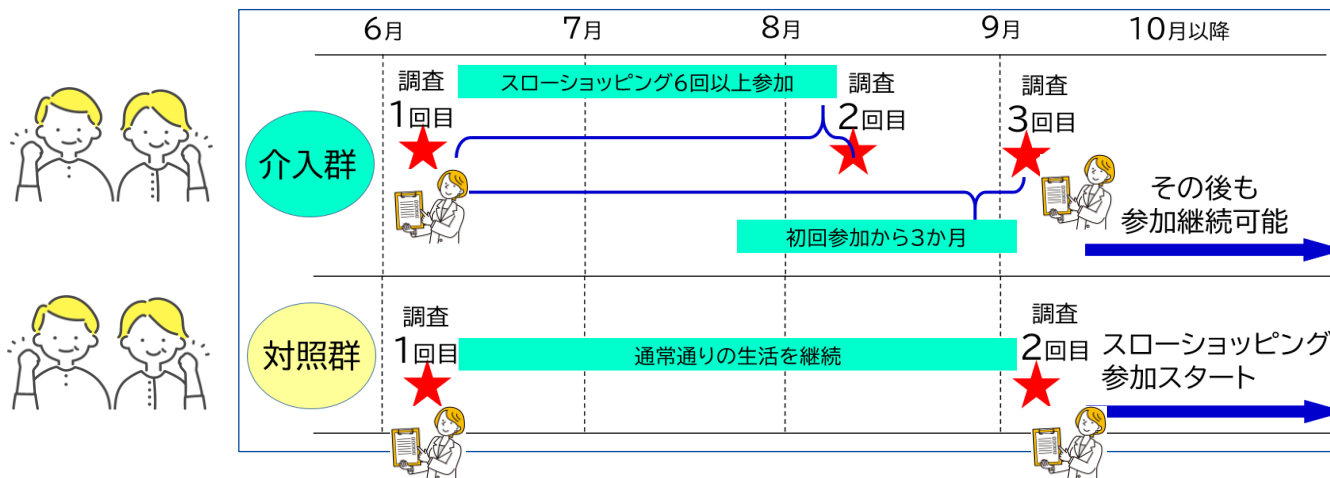 6月
7月
8月
9月
10月以降
介入群
調査
1回目
スローショッピング6回以上参加
調査
2回目
調査
3回目
初回参加から3か月
その後も
参加継続可能
対照群
調査
1回目
通常通りの生活を継続
調査
2回目
スローショッピング
参加スタート